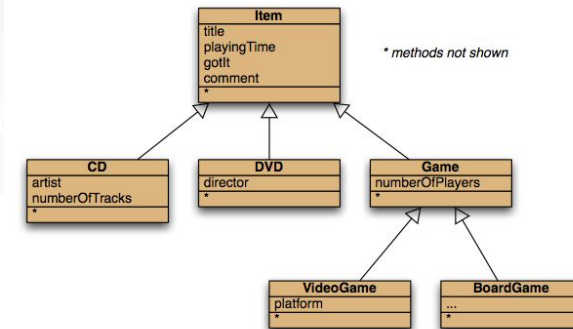 Item
title
playingTime
gotIt
comment
*
* methods not shown
CD
artist
numberOfTracks
*
DVD
director
*
Game
numberOfPlayers
*
VideoGame
platform
*
BoardGame
...
*